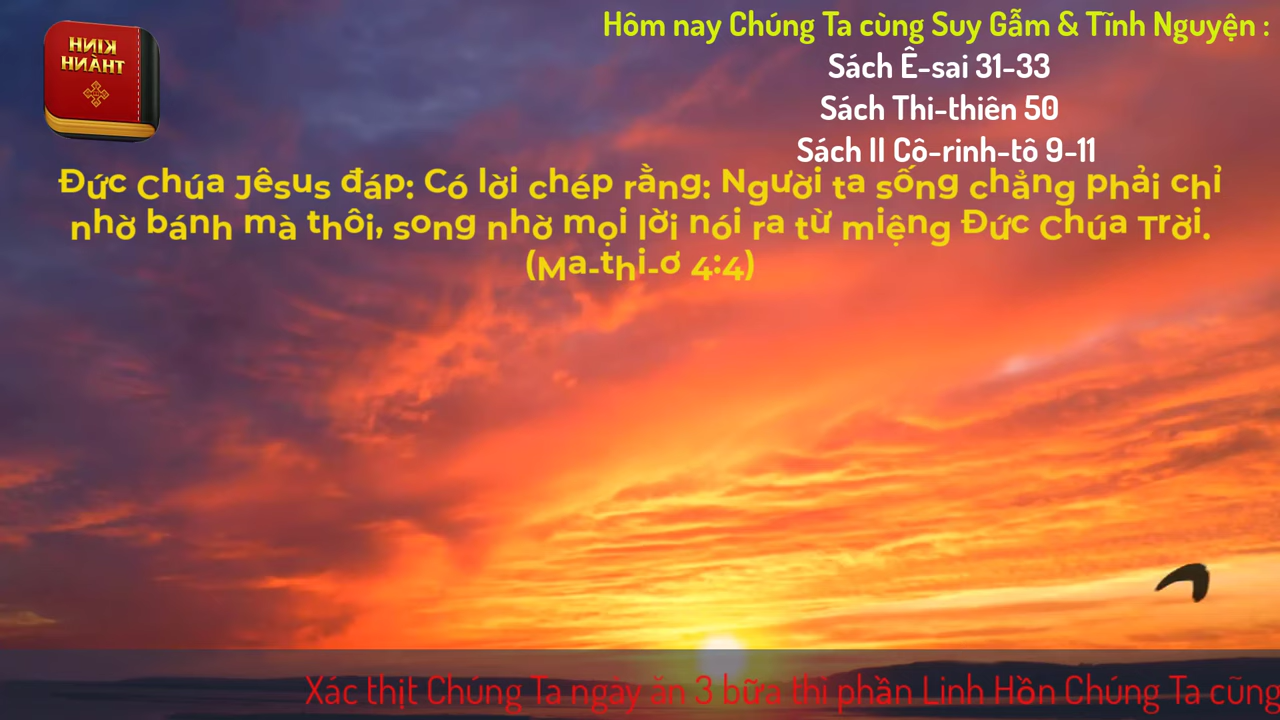 KINH
THÁNH
Hôm nay Chúng Ta cùng Suy Gẫm & Tĩnh Nguyện :
Sách Ê-sai 31-33
Sách Thi-thiên 50
Sách II Cô-rinh-tô 9-11
Đức Chúa Jêsus đáp: Có lời chép rằng: Người ta sống chẳng phải chỉ
nhờ bánh mà thôi, song nhờ mọi lời nói ra từ miệng Đức Chúa Trời.
(Ma-thi-ơ 4:4)
Xác thịt Chúng Ta ngày ăn 3 bữa thì phần Linh Hồn Chúng Ta cũng